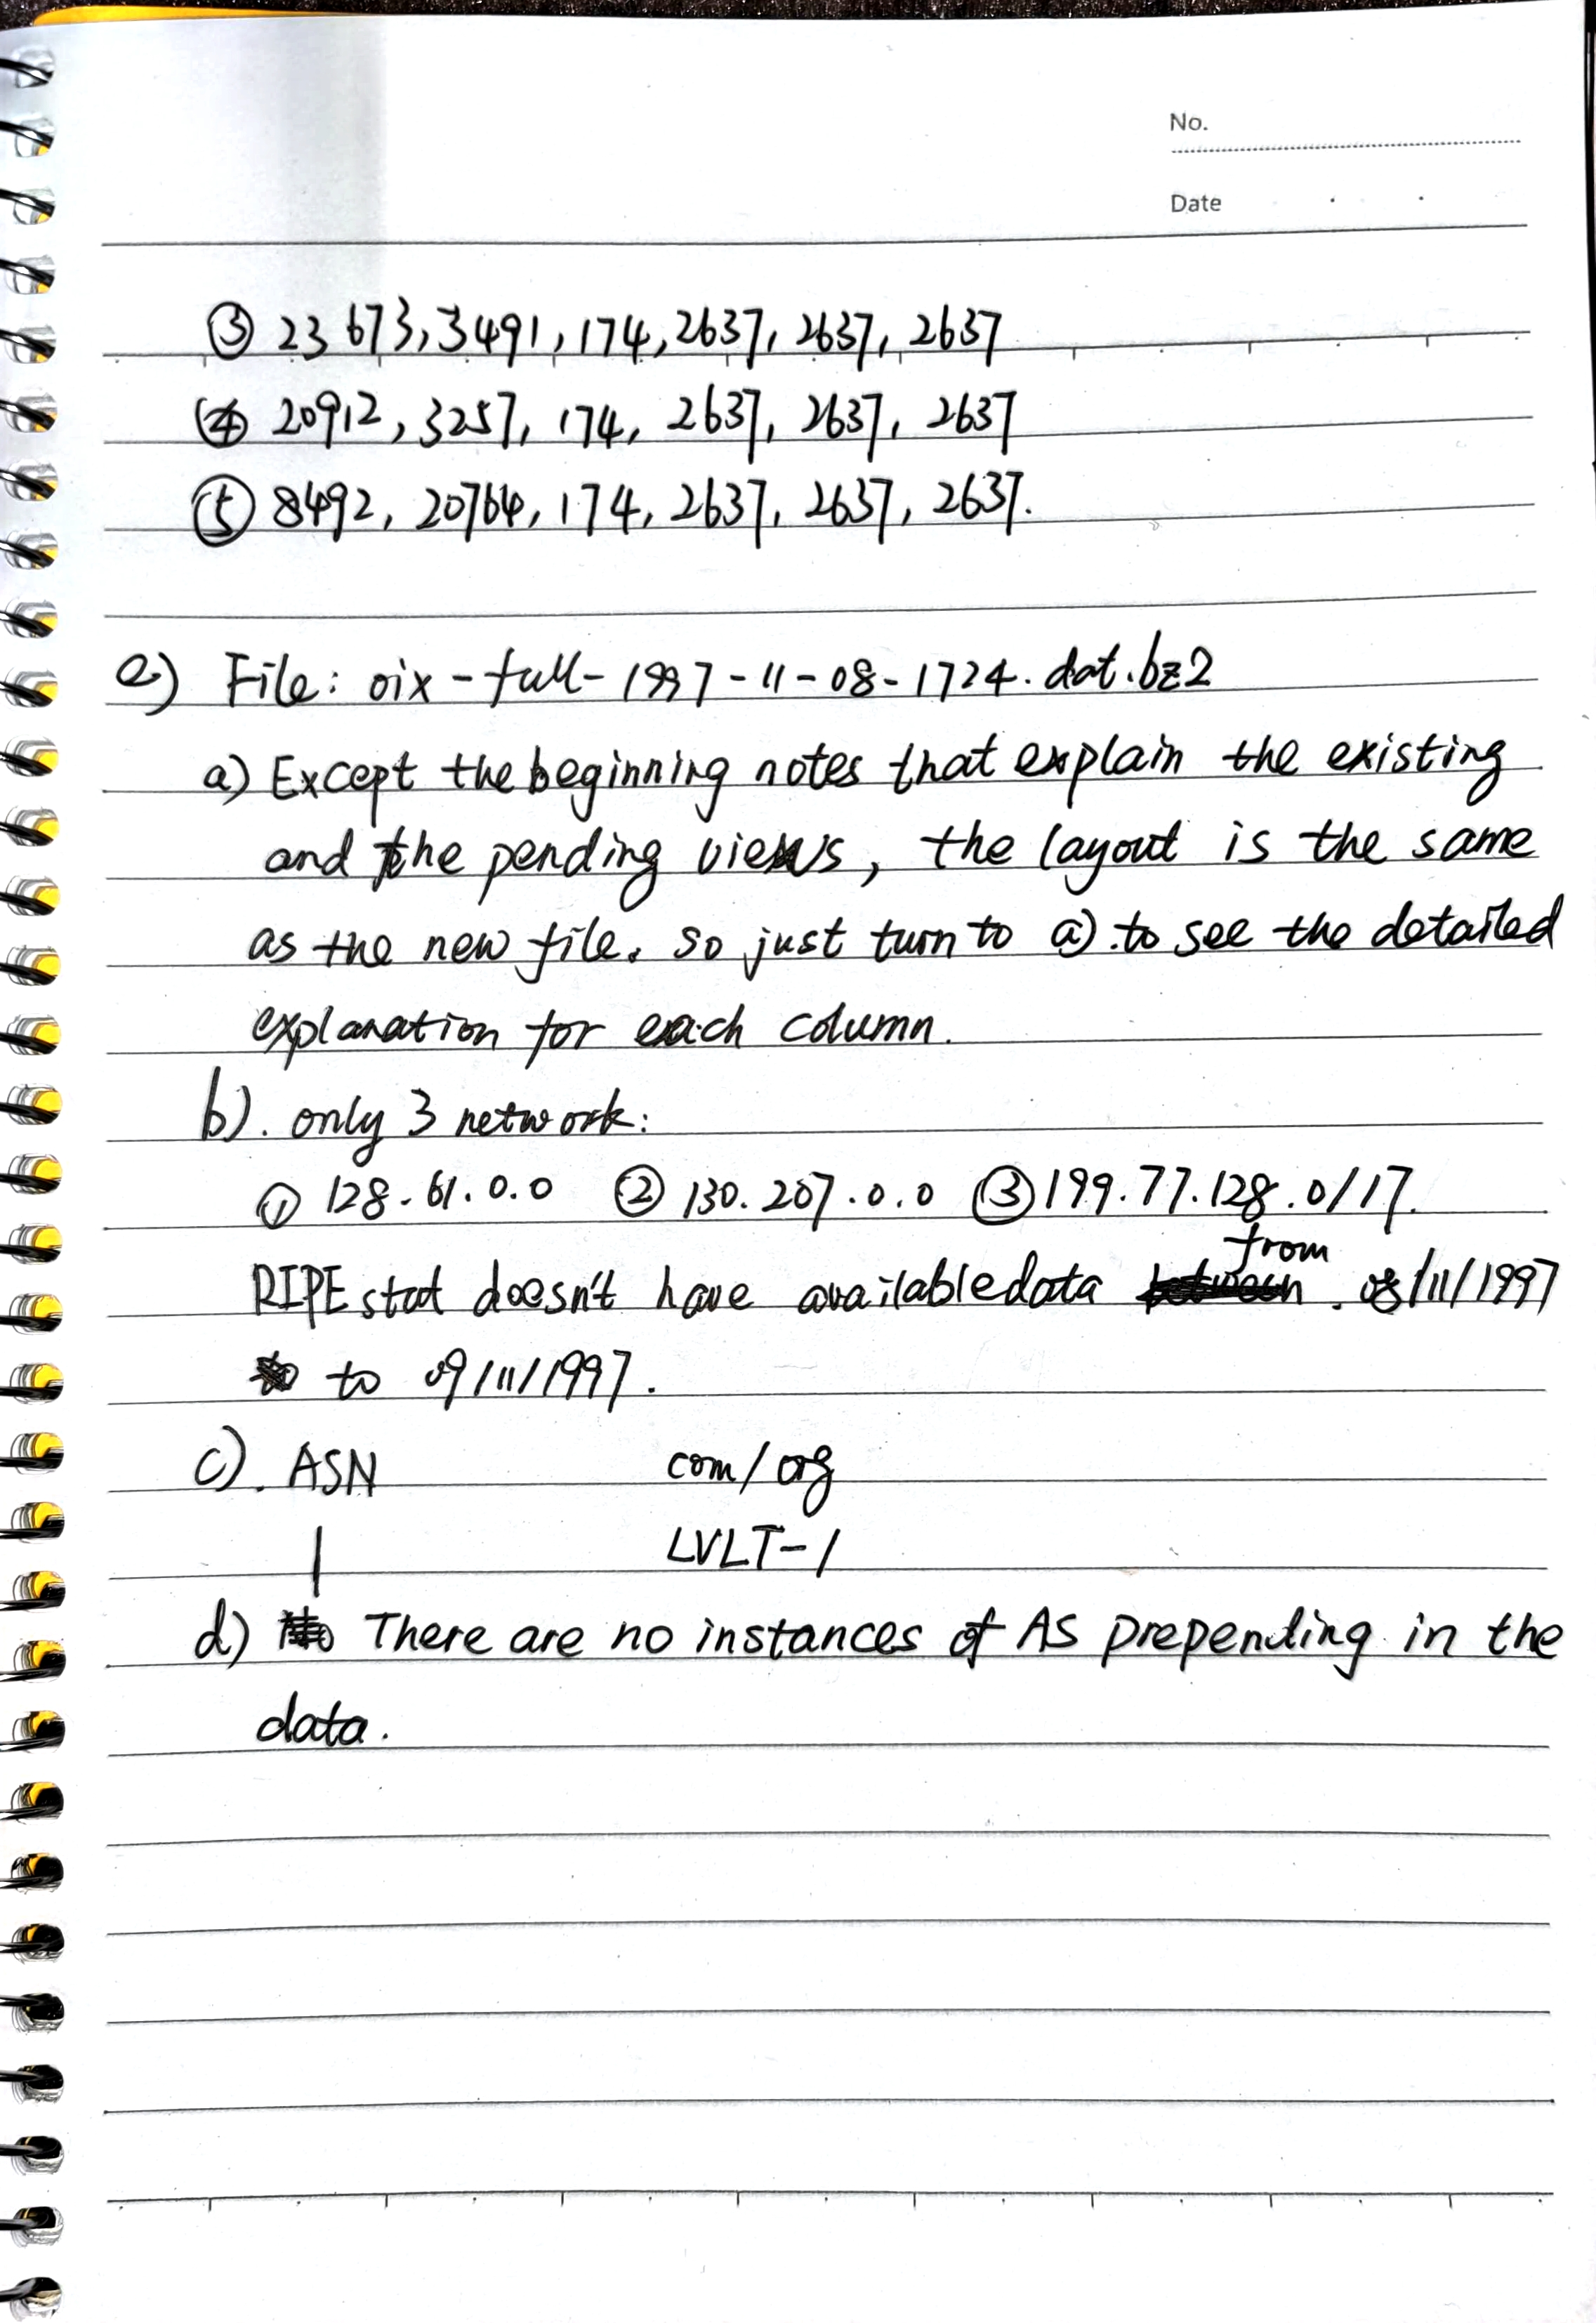 No.
Date
③ 23673, 3491, 174, 2637, 2637, 2637
④ 20912, 3257, 174, 2637, 2637, 2637
⑤ 8492, 20764, 174, 2637, 2637, 2637.
e) File: oix-full-1997-11-08-1724.dat.bz2
a) Except the beginning notes that explain the existing
and the pending views, the layout is the same
as the new file. so just turn to a) to see the detailed
explanation for each column.
b). only 3 network:
① 128.61.0.0 ② 130.207.0.0 ③ 199.77.128.0/17.
RIPE stat doesn't have available data from 08/11/1997
to 09/11/1997.
c). ASN com/org
1 LVLT-1
d) There are no instances of AS prepending in the
data.